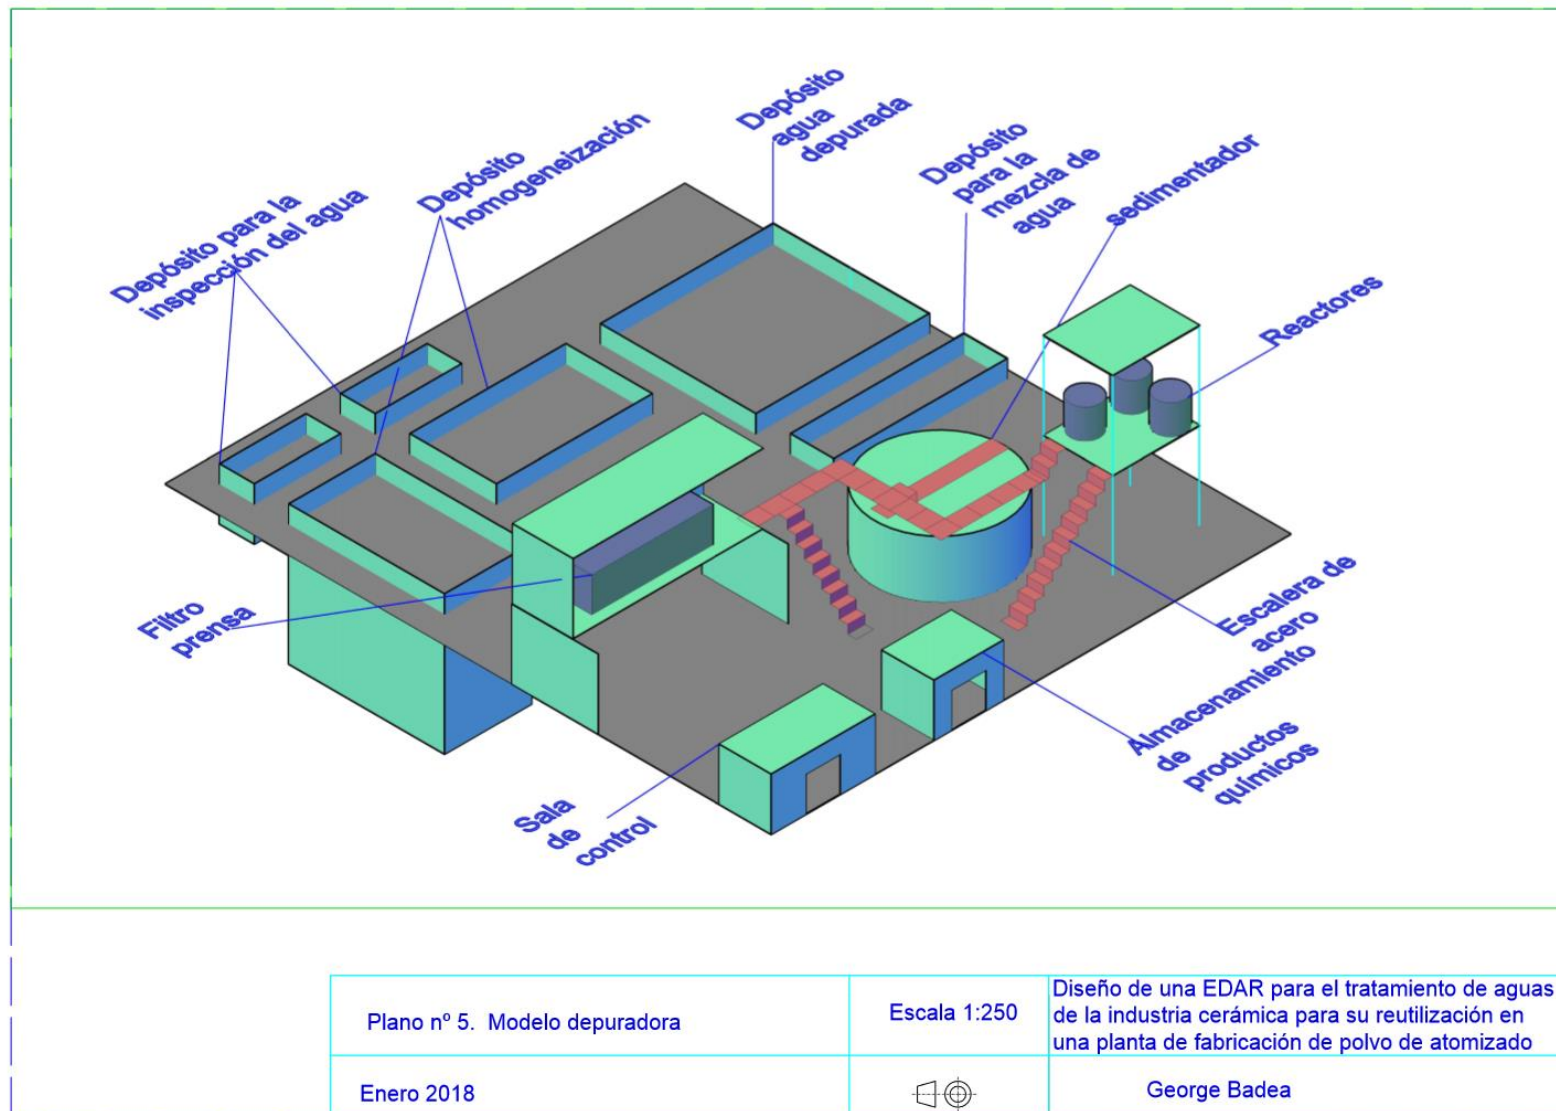 Depósito
agua
depurada
Depósito
para la
mezcla de
agua
sedimentador
Depósito
homogeneización
Depósito para la
inspección del agua
Reactores
Filtro
prensa
Escalera de
acero
Almacenamiento
de
productos
químicos
Sala
de
control
Plano nº 5. Modelo depuradora
Escala 1:250
Diseño de una EDAR para el tratamiento de aguas
de la industria cerámica para su reutilización en
una planta de fabricación de polvo de atomizado
Enero 2018
George Badea